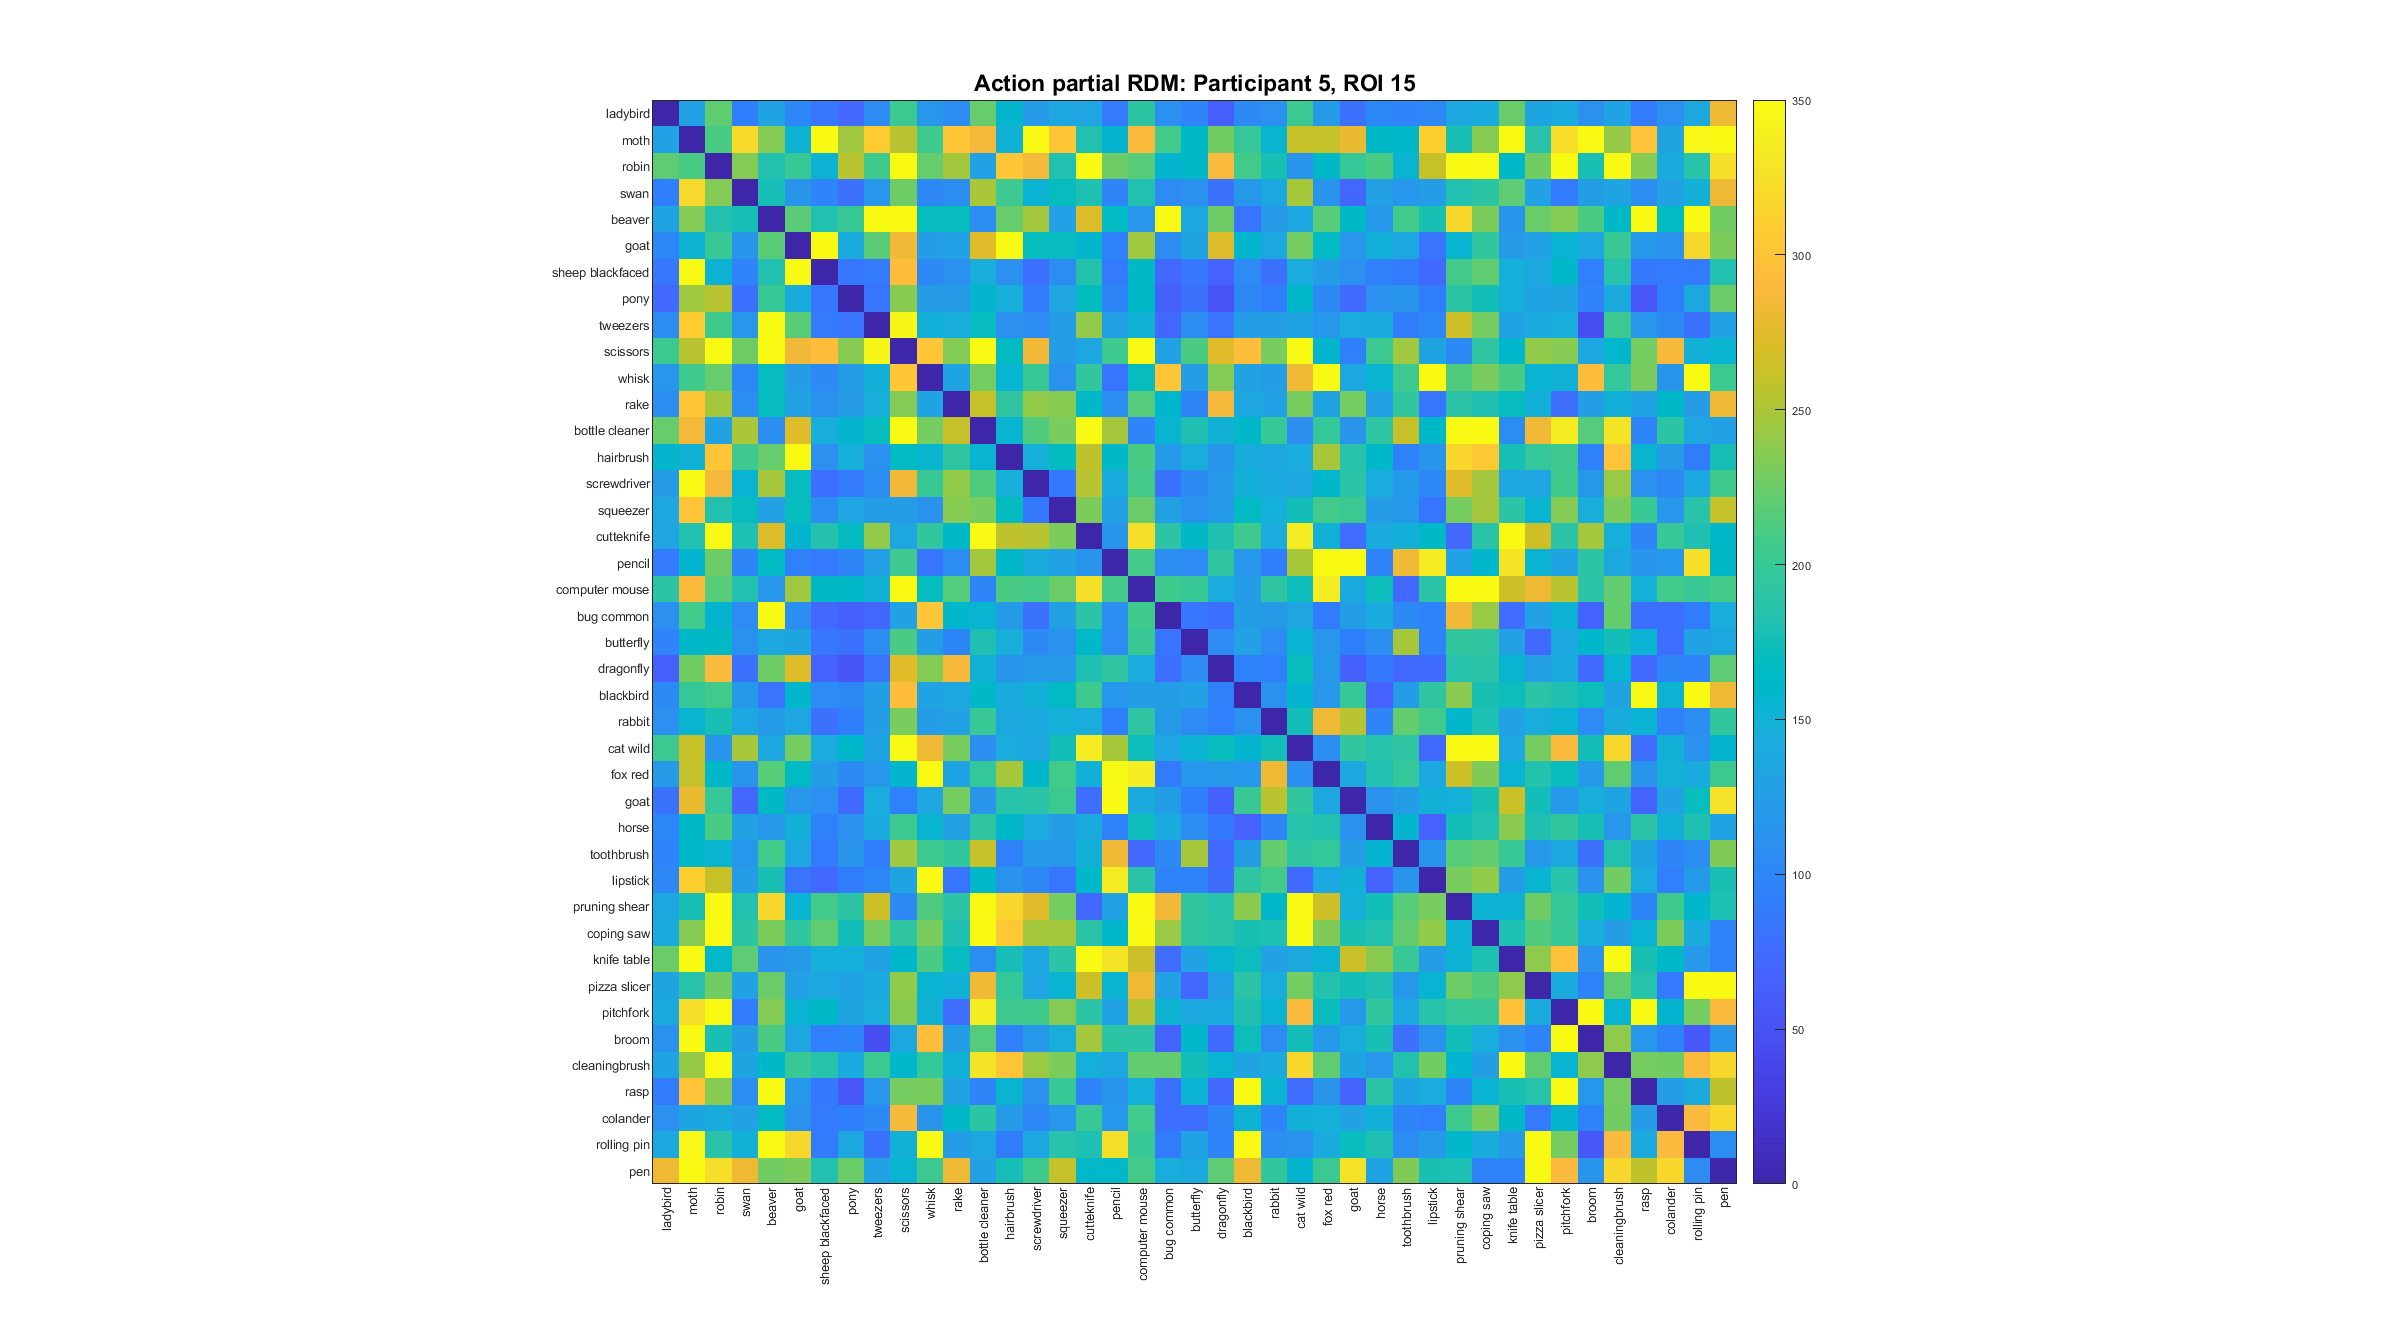 Action partial RDM: Participant 5, ROI 15
ladybird
moth
robin
swan
beaver
goat
sheep blackfaced
pony
tweezers
scissors
whisk
rake
bottle cleaner
hairbrush
screwdriver
squeezer
cutteknife
pencil
computer mouse
bug common
butterfly
dragonfly
blackbird
rabbit
cat wild
fox red
goat
horse
toothbrush
lipstick
pruning shear
coping saw
knife table
pizza slicer
pitchfork
broom
cleaningbrush
rasp
colander
rolling pin
pen
ladybird
moth
robin
swan
beaver
goat
sheep blackfaced
pony
tweezers
scissors
whisk
rake
bottle cleaner
hairbrush
screwdriver
squeezer
cutteknife
pencil
computer mouse
bug common
butterfly
dragonfly
blackbird
rabbit
cat wild
fox red
goat
horse
toothbrush
lipstick
pruning shear
coping saw
knife table
pizza slicer
pitchfork
broom
cleaningbrush
rasp
colander
rolling pin
pen
350
300
250
200
150
100
50
0